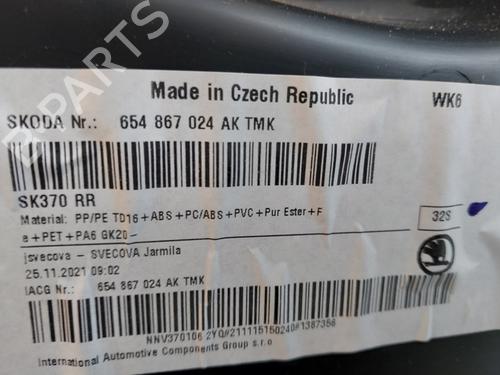 Made in Czech Republic
WK6
SKODA Nr.: 654 867 024 AK TMK
SK370 RR
Material: PP/PE TD16+ABS+PC/ABS+PVC+Pur Ester+F
e+PET+PA6 GK20-
32S
jsvecova - SVECOVA Jarmila
25.11.2021 09:02
IACG Nr.: 654 867 024 AK TMK
NNV370106 2YQ#211115150240#1387356
International Automotive Components Group s.r.o
B-PARTS